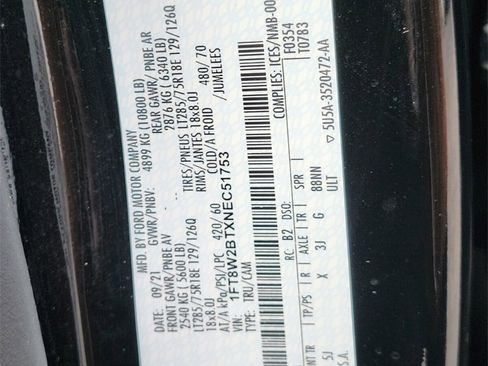 MFD. BY FORD MOTOR COMPANY
DATE: 09/21 GVWR/PNBV: 4899 KG (10800 LB)
FRONT GAWR/PNBE AV REAR GAWR/PNBE AR
2540 KG (5600 LB) 2876 KG (6340 LB)
LT285/75R18E 129/126Q TIRES/PNEUS LT285/75R18E 129/126Q
18x8.0J RIMS/JANTES 18x8.0J
AT/A kPa/PSI/LPC 420/60 COLD/A FROID 480/70
VIN: 1FT8W2BTXNEC51753 /JUMELEES
TYPE: TRU/CAM COMPLIES: ICES/NMB-00
F0354
RC: B2 DSO: T0783
TR TP/PS R AXLE TR SPR
5J X 3J G 88NN
S.A. ULT 5U5A-3520472-AA